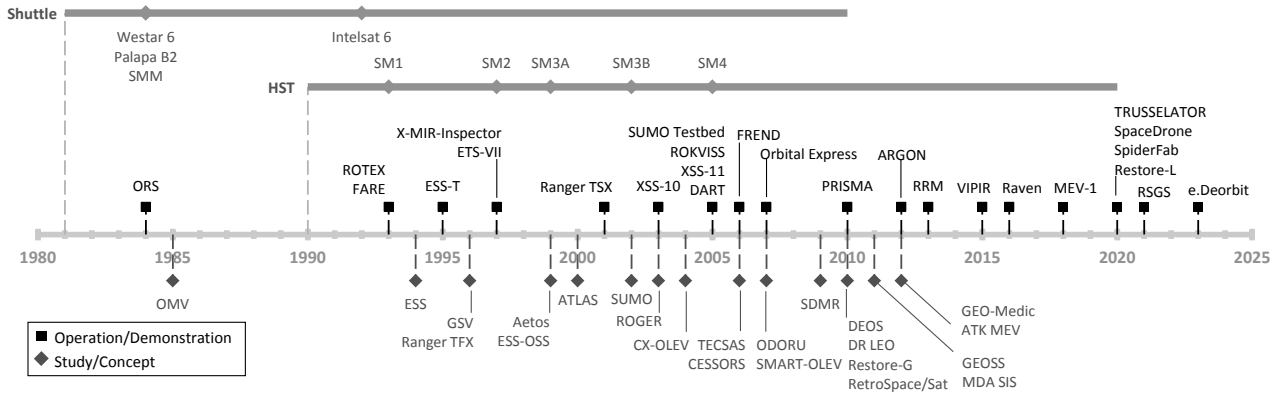 Shuttle
Westar 6
Palapa B2
SMM
Intelsat 6
HST
SM1
SM2
SM3A
SM3B
SM4
ORS
ROTEX
FARE
ESS-T
X-MIR-Inspector
ETS-VII
Ranger TSX
XSS-10
SUMO Testbed
ROKVISS
XSS-11
DART
FREND
Orbital Express
PRISMA
ARGON
RRM
VIPIR
Raven
MEV-1
TRUSSELATOR
SpaceDrone
SpiderFab
Restore-L
RSGS
e.Deorbit
1980
1985
1990
1995
2000
2005
2010
2015
2020
2025
OMV
ESS
GSV
Ranger TFX
Aetos
ESS-OSS
ATLAS
SUMO
ROGER
CX-OLEV
TECSAS
CESSORS
ODORU
SMART-OLEV
SDMR
DEOS
DR LEO
Restore-G
RetroSpace/Sat
GEO-Medic
ATK MEV
GEOSS
MDA SIS
Operation/Demonstration
Study/Concept